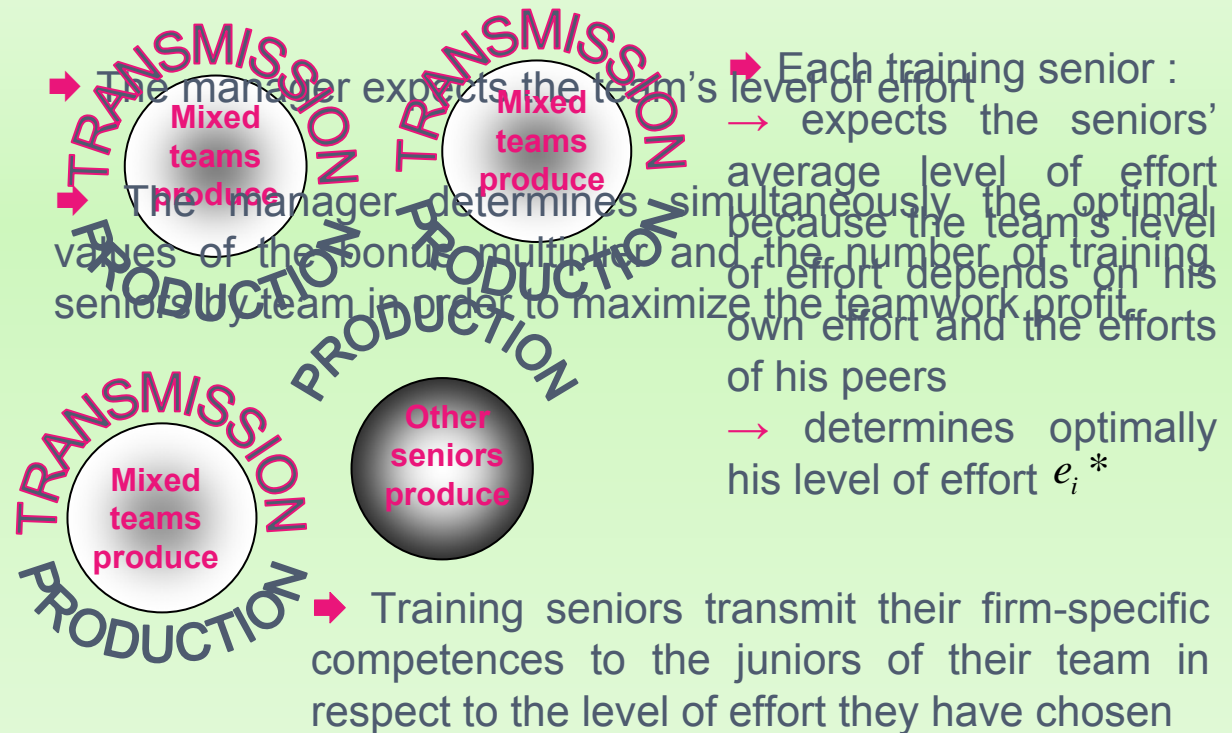 TRANSMISSION
Mixed
teams
produce
PRODUCTION
TRANSMISSION
Mixed
teams
produce
PRODUCTION
➡ The manager expects the team's level of effort
➡ The manager determines simultaneously the optimal
values of the bonus multiplier and the number of training
seniors by team in order to maximize the teamwork profit.
➡ Each training senior :
→ expects the seniors'
average level of effort
because the team's level
of effort depends on his
own effort and the efforts
of his peers
→ determines optimally
his level of effort e_i*
PRODUCTION
Other
seniors
produce
TRANSMISSION
Mixed
teams
produce
PRODUCTION
➡ Training seniors transmit their firm-specific
competences to the juniors of their team in
respect to the level of effort they have chosen